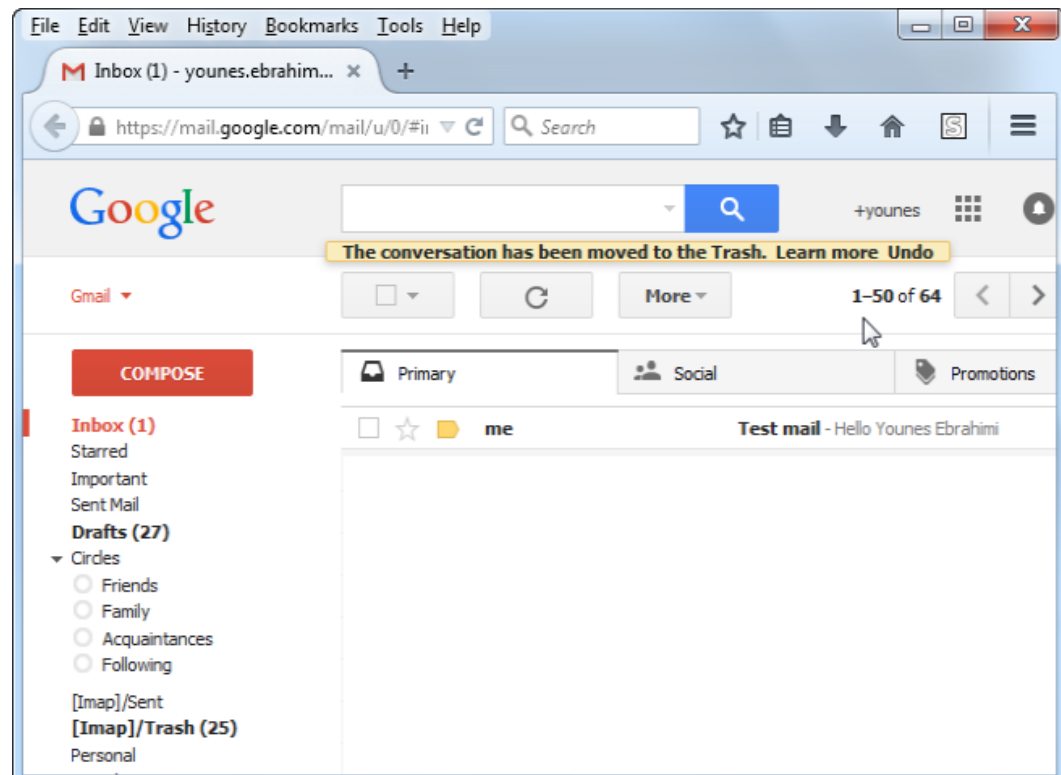 File Edit View History Bookmarks Tools Help
Inbox (1) - younes.ebrahim...
https://mail.google.com/mail/u/0/#i
Search
Google
+younes
The conversation has been moved to the Trash. Learn more Undo
Gmail
More
1–50 of 64
COMPOSE
Primary
Social
Promotions
Inbox (1)
me
Test mail - Hello Younes Ebrahimi
Starred
Important
Sent Mail
Drafts (27)
Circles
Friends
Family
Acquaintances
Following
[Imap]/Sent
[Imap]/Trash (25)
Personal